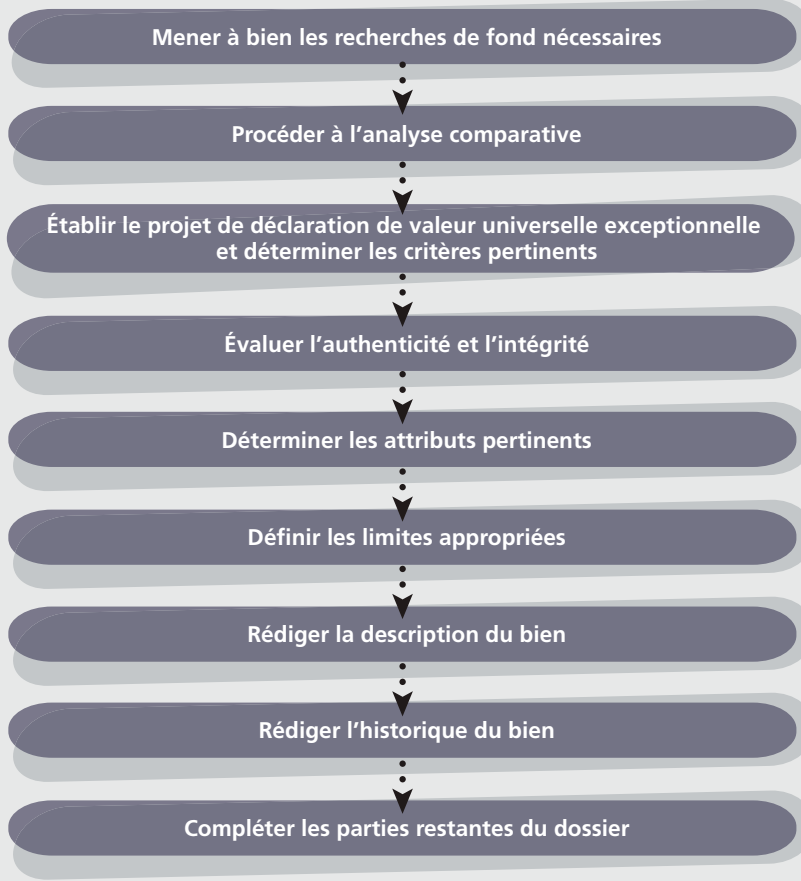 Mener à bien les recherches de fond nécessaires
Procéder à l'analyse comparative
Établir le projet de déclaration de valeur universelle exceptionnelle
et déterminer les critères pertinents
Évaluer l'authenticité et l'intégrité
Déterminer les attributs pertinents
Définir les limites appropriées
Rédiger la description du bien
Rédiger l'historique du bien
Compléter les parties restantes du dossier